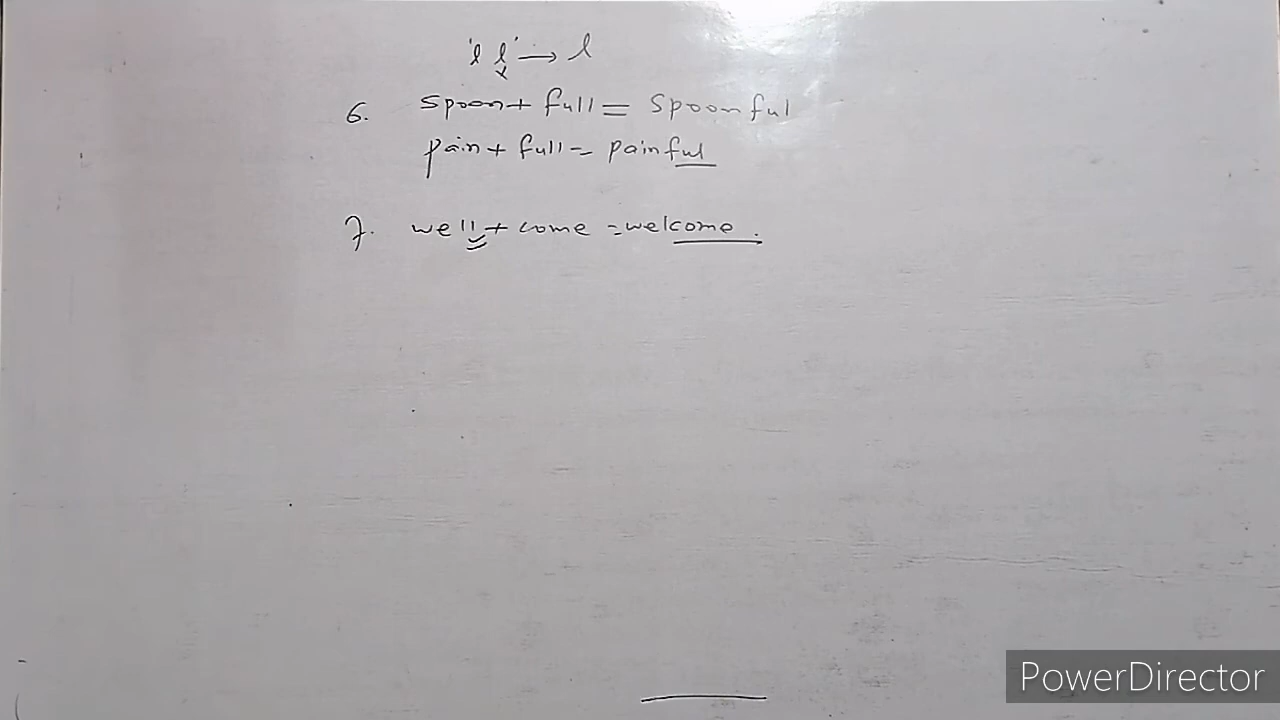 'l l' → l
6. spoon + full = spoonful
pain + full = painful
7. well + come = welcome.
PowerDirector